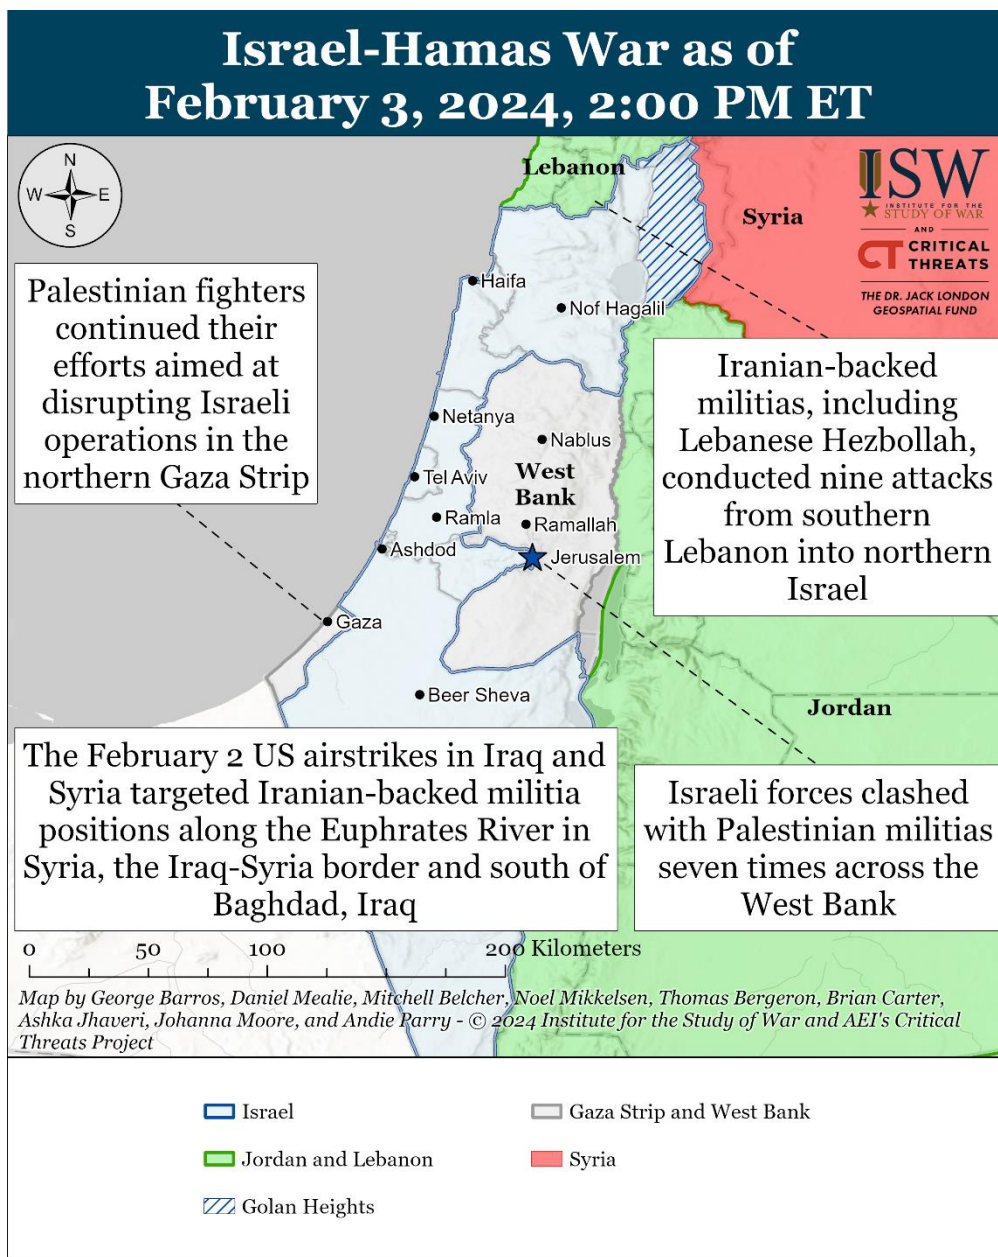 Israel-Hamas War as of
February 3, 2024, 2:00 PM ET
N
W E
S
Lebanon
Syria
ISW
INSTITUTE FOR THE
STUDY OF WAR
AND
CT CRITICAL
THREATS
THE DR. JACK LONDON
GEOSPATIAL FUND
Palestinian fighters
continued their
efforts aimed at
disrupting Israeli
operations in the
northern Gaza Strip
Haifa
Nof Hagalil
Iranian-backed
militias, including
Lebanese Hezbollah,
conducted nine attacks
from southern
Lebanon into northern
Israel
Netanya
Nablus
West
Bank
Tel Aviv
Ramla
Ramallah
Ashdod
Jerusalem
Gaza
Beer Sheva
Jordan
The February 2 US airstrikes in Iraq and
Syria targeted Iranian-backed militia
positions along the Euphrates River in
Syria, the Iraq-Syria border and south of
Baghdad, Iraq
Israeli forces clashed
with Palestinian militias
seven times across the
West Bank
0 50 100 200 Kilometers
Map by George Barros, Daniel Mealie, Mitchell Belcher, Noel Mikkelsen, Thomas Bergeron, Brian Carter,
Ashka Jhaveri, Johanna Moore, and Andie Parry - © 2024 Institute for the Study of War and AEI's Critical
Threats Project
Israel
Gaza Strip and West Bank
Jordan and Lebanon
Syria
Golan Heights